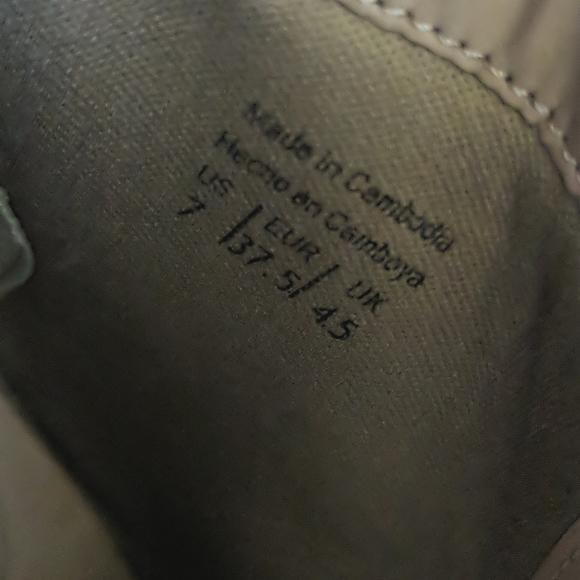 Made in Cambodia
Hecho en Camboya
US / EUR / UK
7 / 37.5 / 4.5